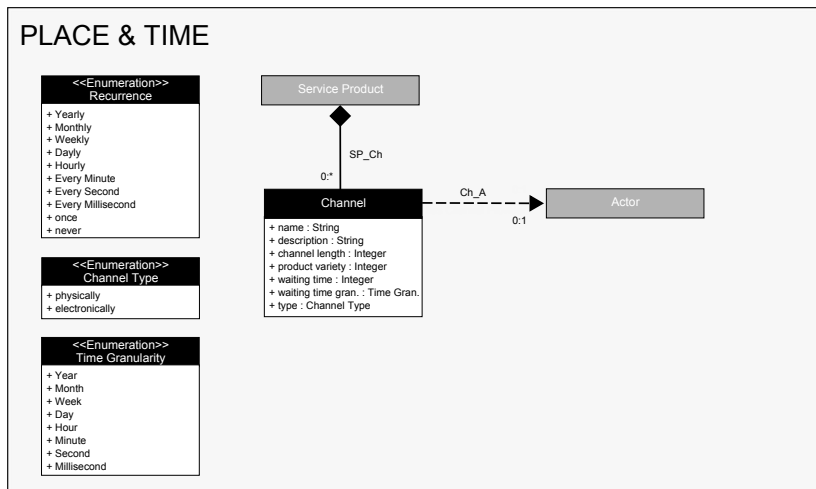 PLACE & TIME
<<Enumeration>>
Recurrence
+ Yearly
+ Monthly
+ Weekly
+ Dayly
+ Hourly
+ Every Minute
+ Every Second
+ Every Millisecond
+ once
+ never
<<Enumeration>>
Channel Type
+ physically
+ electronically
<<Enumeration>>
Time Granularity
+ Year
+ Month
+ Week
+ Day
+ Hour
+ Minute
+ Second
+ Millisecond
Service Product
SP_Ch
0:*
Channel
+ name : String
+ description : String
+ channel length : Integer
+ product variety : Integer
+ waiting time : Integer
+ waiting time gran. : Time Gran.
+ type : Channel Type
Ch_A
0:1
Actor